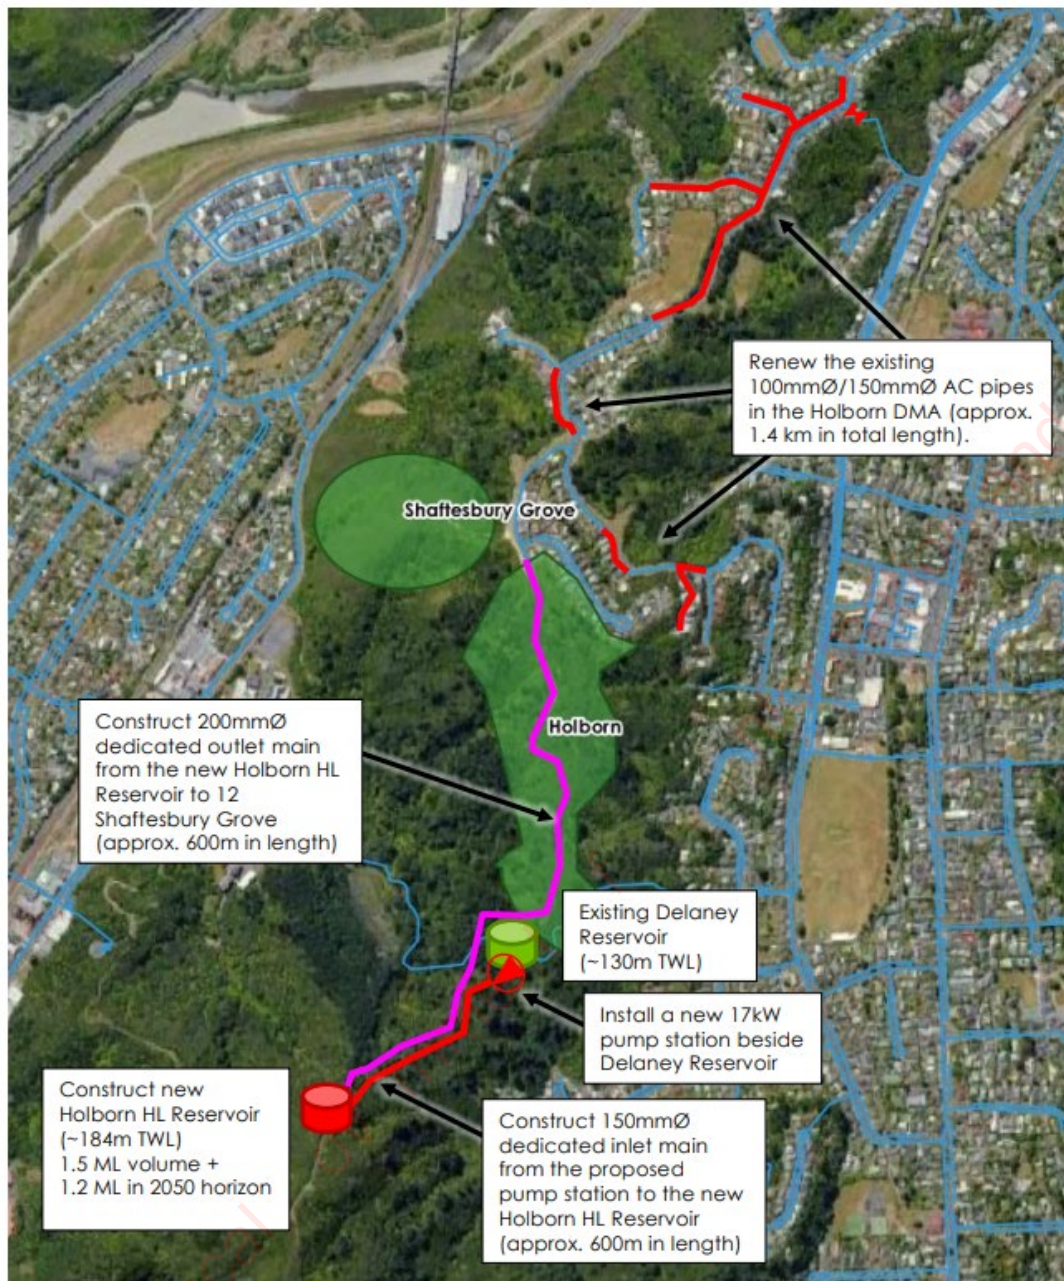 Renew the existing
100mmØ/150mmØ AC pipes
in the Holborn DMA (approx.
1.4 km in total length).
Shaftesbury Grove
Construct 200mmØ
dedicated outlet main
from the new Holborn HL
Reservoir to 12
Shaftesbury Grove
(approx. 600m in length)
Holborn
Existing Delaney
Reservoir
(~130m TWL)
Install a new 17kW
pump station beside
Delaney Reservoir
Construct new
Holborn HL Reservoir
(~184m TWL)
1.5 ML volume +
1.2 ML in 2050 horizon
Construct 150mmØ
dedicated inlet main
from the proposed
pump station to the new
Holborn HL Reservoir
(approx. 600m in length)